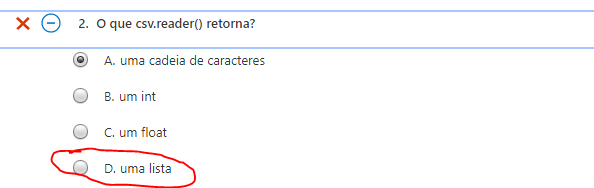 2. O que csv.reader() retorna?
A. uma cadeia de caracteres
B. um int
C. um float
D. uma lista